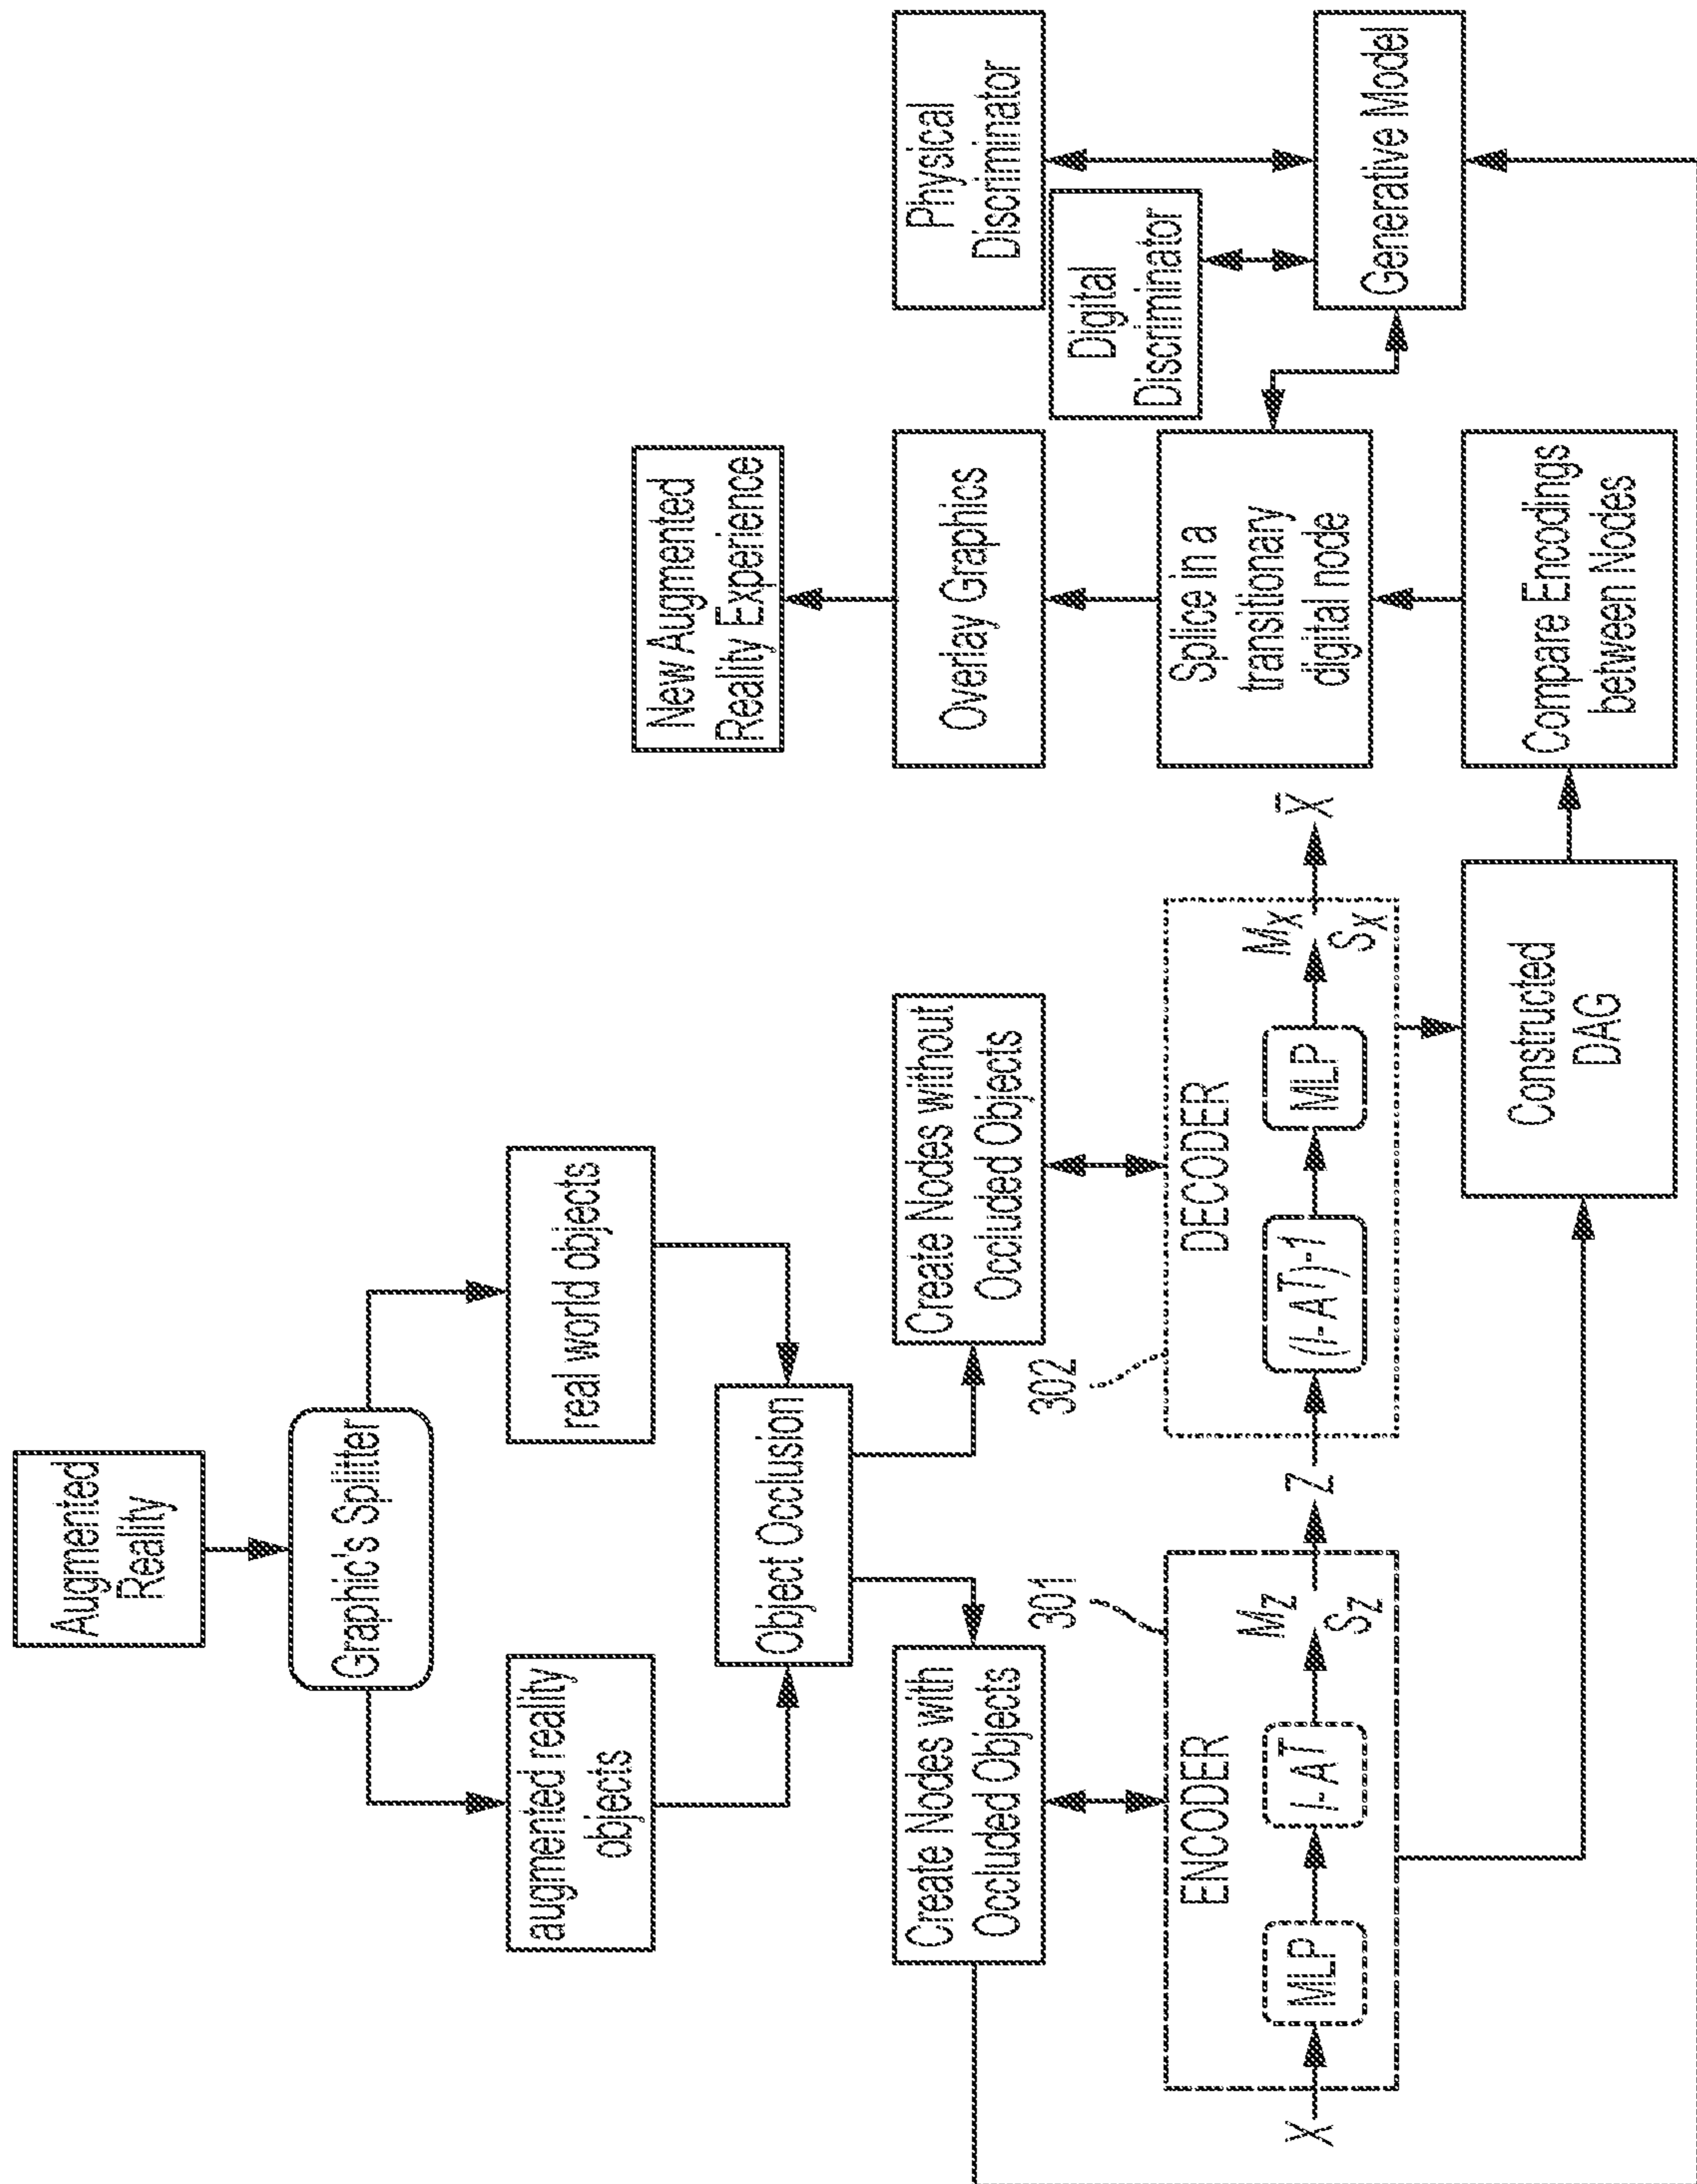 Augmented
Reality
Graphic's Splitter
augmented reality
objects
real world objects
Object Occlusion
Create Nodes with
Occluded Objects
Create Nodes without
Occluded Objects
301
302
ENCODER
X
MLP
I-AT
MZ
SZ
Z
DECODER
(I-AT)-1
MLP
MX
SX
X̄
Constructed
DAG
Compare Encodings
between Nodes
Splice in a
transitionary
digital node
Overlay Graphics
New Augmented
Reality Experience
Digital
Discriminator
Physical
Discriminator
Generative Model